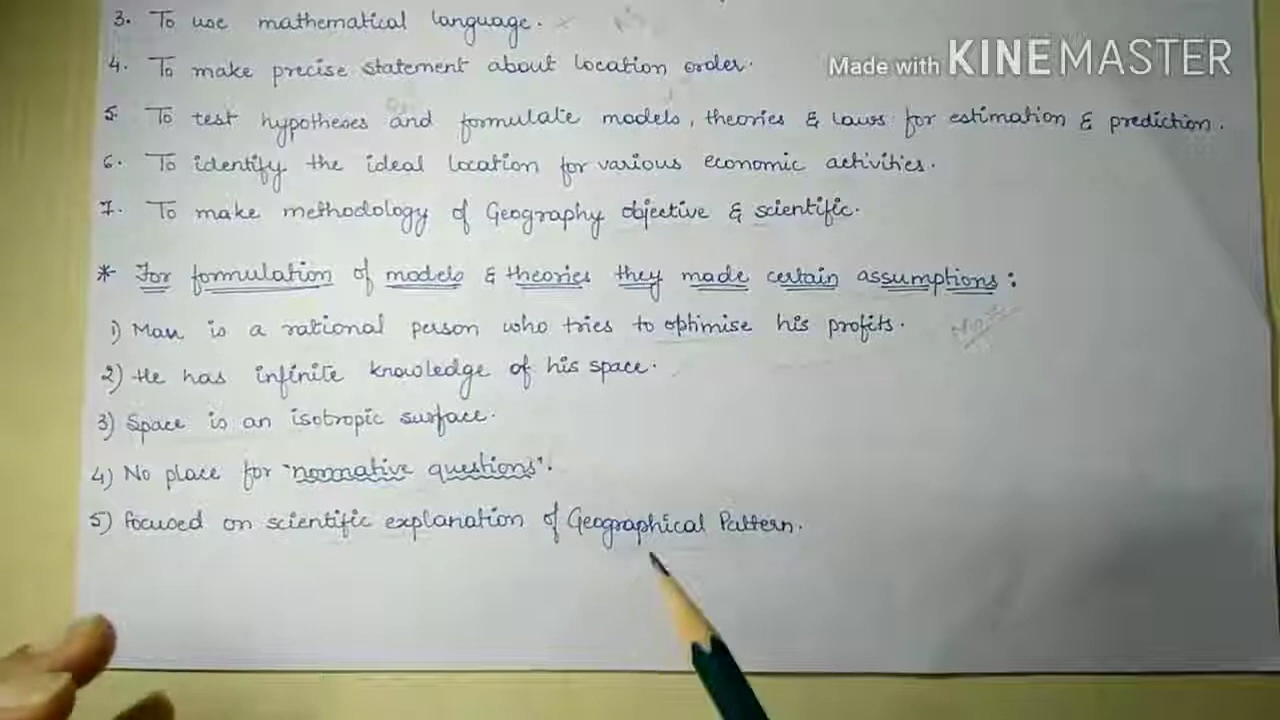 3. To use mathematical language.
Made with KINEMASTER
4. To make precise statement about location order.
5. To test hypotheses and formulate models, theories & laws for estimation & prediction.
6. To identify the ideal location for various economic activities.
7. To make methodology of Geography objective & scientific.
* For formulation of models & theories they made certain assumptions:
1) Man is a rational person who tries to optimise his profits.
2) He has infinite knowledge of his space.
3) Space is an isotropic surface.
4) No place for "normative questions".
5) Focused on scientific explanation of Geographical Pattern.